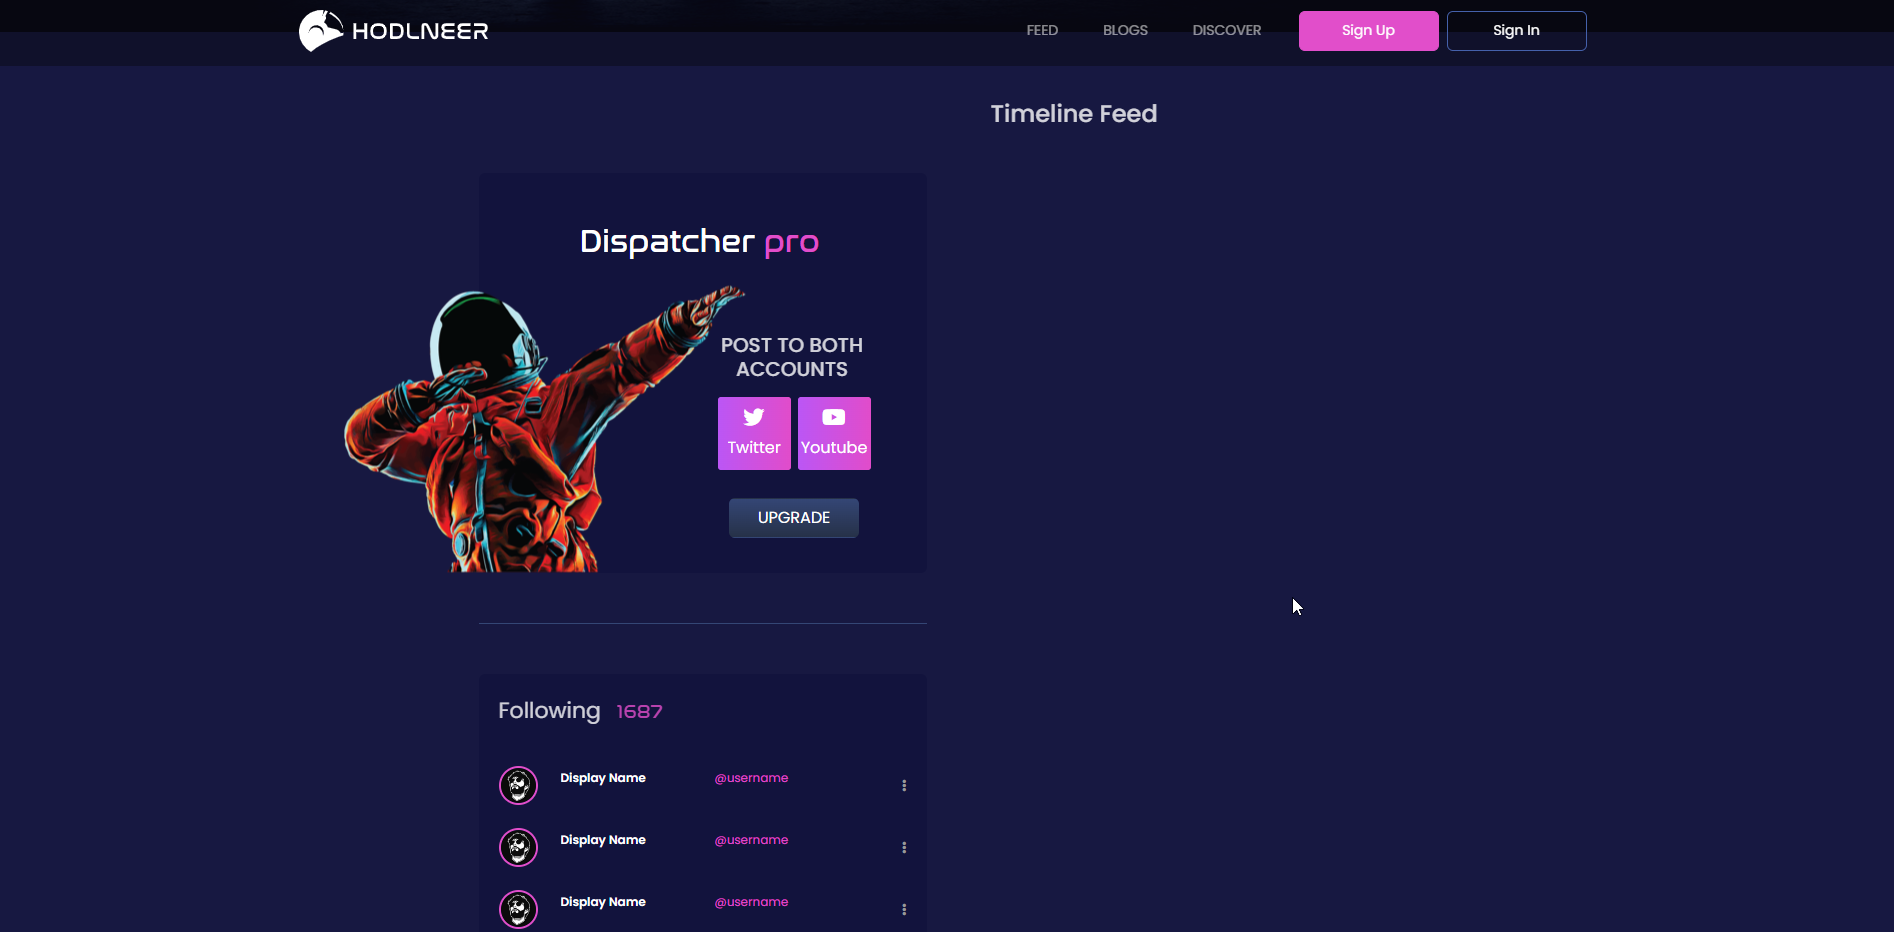 HODLNEER
FEED BLOGS DISCOVER Sign Up Sign In
Timeline Feed
Dispatcher pro
POST TO BOTH
ACCOUNTS
Twitter Youtube
UPGRADE
Following 1687
Display Name @username
Display Name @username
Display Name @username